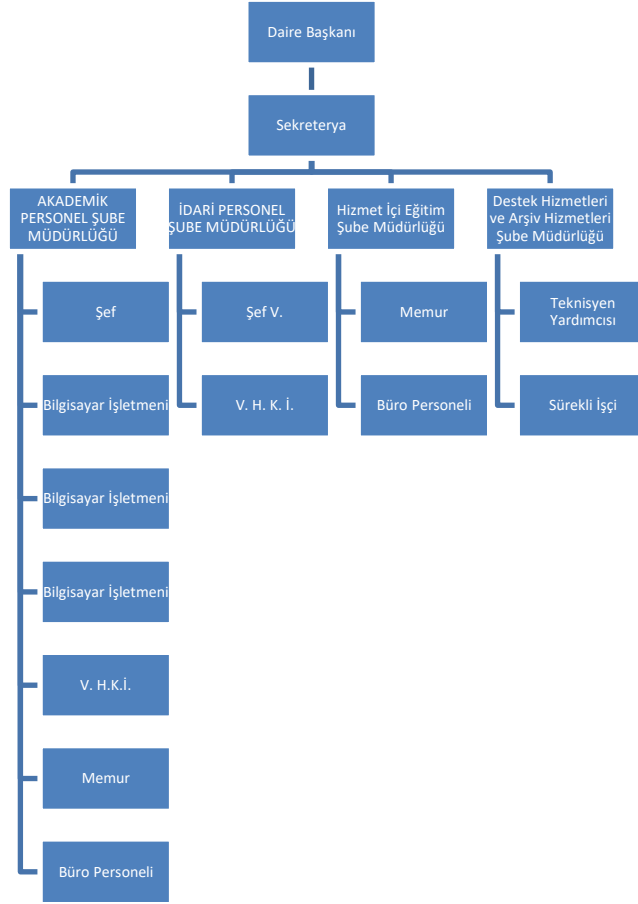 Daire Başkanı
Sekreterya
AKADEMİK
PERSONEL ŞUBE
MÜDÜRLÜĞÜ
Şef
Bilgisayar İşletmeni
Bilgisayar İşletmeni
Bilgisayar İşletmeni
V. H.K.İ.
Memur
Büro Personeli
İDARİ PERSONEL
ŞUBE MÜDÜRLÜĞÜ
Şef V.
V. H. K. İ.
Hizmet İçi Eğitim
Şube Müdürlüğü
Memur
Büro Personeli
Destek Hizmetleri
ve Arşiv Hizmetleri
Şube Müdürlüğü
Teknisyen
Yardımcısı
Sürekli İşçi